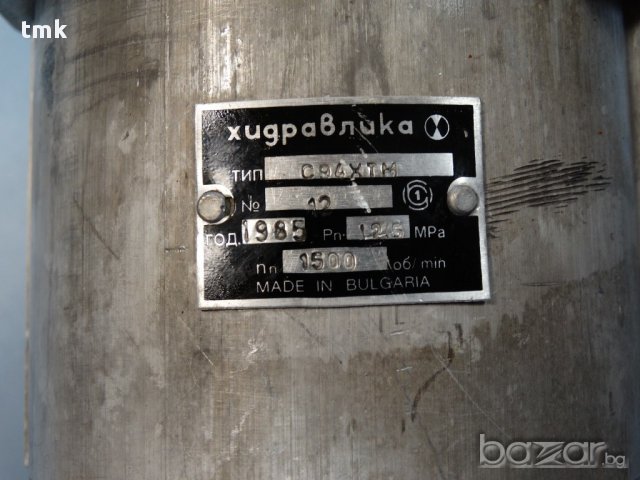 tmk
хидравлика
ТИП С94ХТМ
№ 12
ГОД. 1985 Pn. 12.5 MPa
nп 1500 об/min
MADE IN BULGARIA
bazar.bg